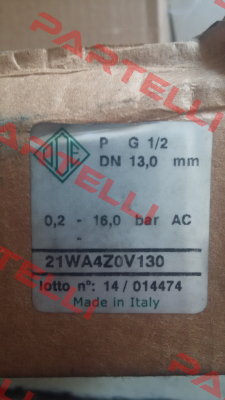 PARTELLI
ODE
P G 1/2
DN 13,0 mm
0,2 - 16,0 bar AC
-
21WA4Z0V130
lotto n°: 14 / 014474
Made in Italy
PARTELLI